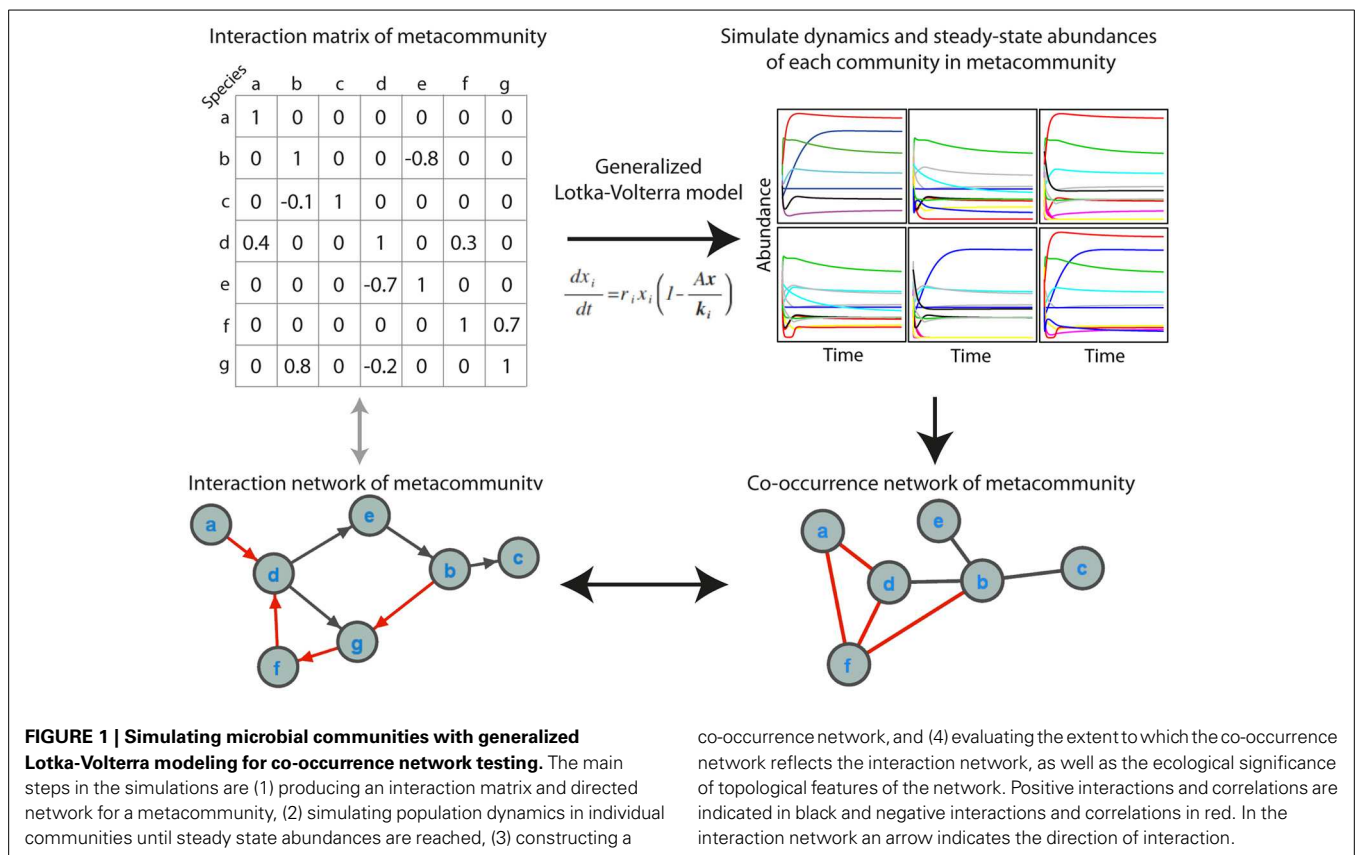 Interaction matrix of metacommunity
Species a b c d e f g
a 1 0 0 0 0 0 0
b 0 1 0 0 -0.8 0 0
c 0 -0.1 1 0 0 0 0
d 0.4 0 0 1 0 0.3 0
e 0 0 0 -0.7 1 0 0
f 0 0 0 0 0 1 0.7
g 0 0.8 0 -0.2 0 0 1
Generalized
Lotka-Volterra model
dx_i/dt = r_i x_i (1 - Ax/k_i)
Simulate dynamics and steady-state abundances
of each community in metacommunity
Abundance
Time Time Time
Interaction network of metacommunity
a
e
d
b
c
g
f
Co-occurrence network of metacommunity
e
a
d
b
c
f
FIGURE 1 | Simulating microbial communities with generalized
Lotka-Volterra modeling for co-occurrence network testing. The main
steps in the simulations are (1) producing an interaction matrix and directed
network for a metacommunity, (2) simulating population dynamics in individual
communities until steady state abundances are reached, (3) constructing a
co-occurrence network, and (4) evaluating the extent to which the co-occurrence
network reflects the interaction network, as well as the ecological significance
of topological features of the network. Positive interactions and correlations are
indicated in black and negative interactions and correlations in red. In the
interaction network an arrow indicates the direction of interaction.